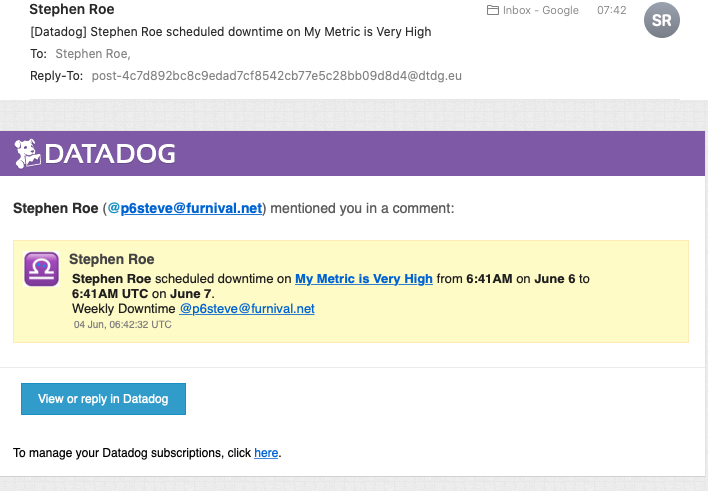 Stephen Roe
Inbox - Google 07:42
SR
[Datadog] Stephen Roe scheduled downtime on My Metric is Very High
To: Stephen Roe,
Reply-To: post-4c7d892bc8c9edad7cf8542cb77e5c28bb09d8d4@dtdg.eu
DATADOG
Stephen Roe (@p6steve@furnival.net) mentioned you in a comment:
Stephen Roe
Stephen Roe scheduled downtime on My Metric is Very High from 6:41AM on June 6 to
6:41AM UTC on June 7.
Weekly Downtime @p6steve@furnival.net
04 Jun, 06:42:32 UTC
View or reply in Datadog
To manage your Datadog subscriptions, click here.